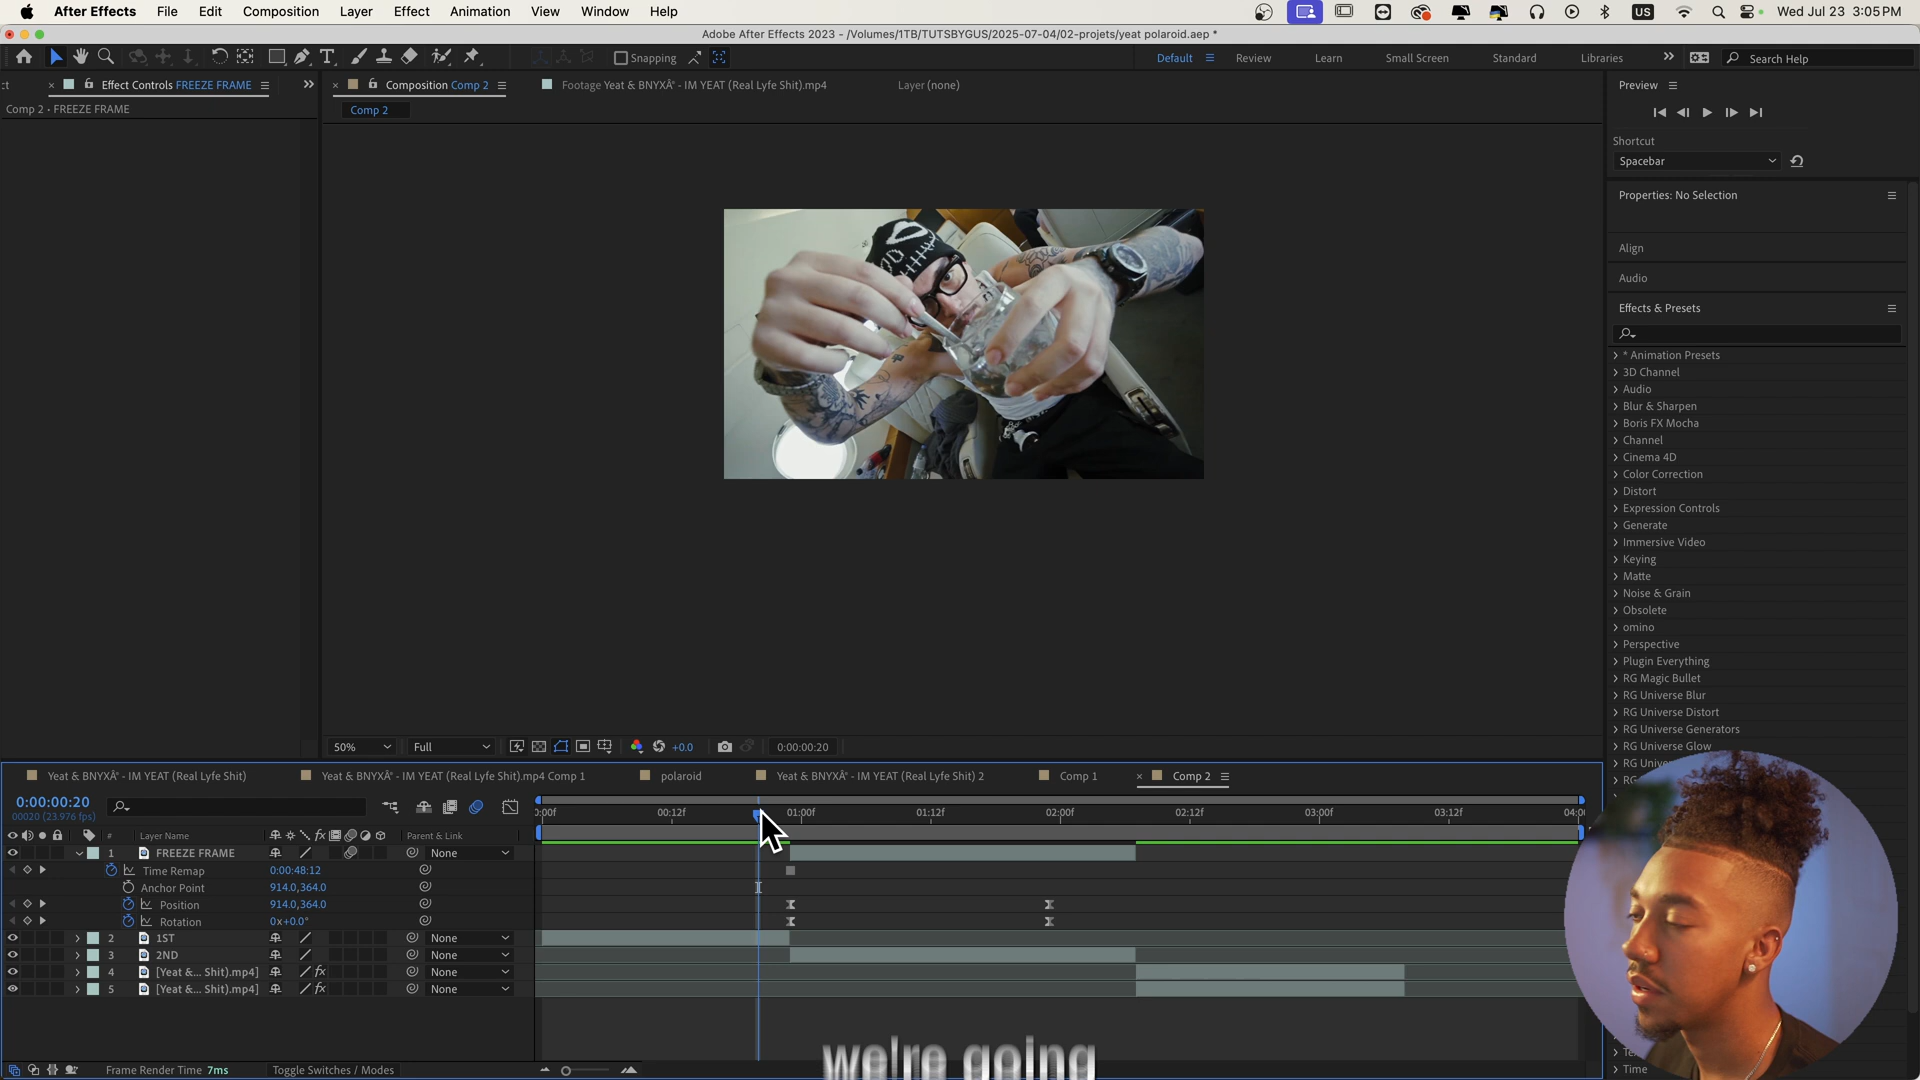 After Effects File Edit Composition Layer Effect Animation View Window Help US Wed Jul 23 3:05 PM
Adobe After Effects 2023 - /Volumes/1TB/TUTSBYGUS/2025-07-04/02-projets/yeat polaroid.aep *
Snapping Default Review Learn Small Screen Standard Libraries Search Help
ct Effect Controls FREEZE FRAME Composition Comp 2 Footage Yeat & BNYXÂ° - IM YEAT (Real Lyfe Shit).mp4 Layer (none) Preview
Comp 2 • FREEZE FRAME Comp 2
Shortcut
Spacebar
Properties: No Selection
Align
Audio
Effects & Presets
* Animation Presets
3D Channel
Audio
Blur & Sharpen
Boris FX Mocha
Channel
Cinema 4D
Color Correction
Distort
Expression Controls
Generate
Immersive Video
Keying
Matte
Noise & Grain
Obsolete
omino
Perspective
Plugin Everything
RG Magic Bullet
RG Universe Blur
RG Universe Distort
RG Universe Generators
RG Universe Glow
50% Full +0.0 0:00:00:20
Yeat & BNYXÂ° - IM YEAT (Real Lyfe Shit) Yeat & BNYXÂ° - IM YEAT (Real Lyfe Shit).mp4 Comp 1 polaroid Yeat & BNYXÂ° - IM YEAT (Real Lyfe Shit) 2 Comp 1 Comp 2
0:00:00:20
00020 (23.976 fps)
:00f 00:12f 01:00f 01:12f 02:00f 02:12f 03:00f 03:12f 04:0
# Layer Name fx Parent & Link
1 FREEZE FRAME None
Time Remap 0:00:48:12
Anchor Point 914.0,364.0
Position 914.0,364.0
Rotation 0x+0.0°
2 1ST None
3 2ND None
4 [Yeat &... Shit).mp4] fx None
5 [Yeat &... Shit).mp4] fx None
we're going
Frame Render Time 7ms Toggle Switches / Modes
Time